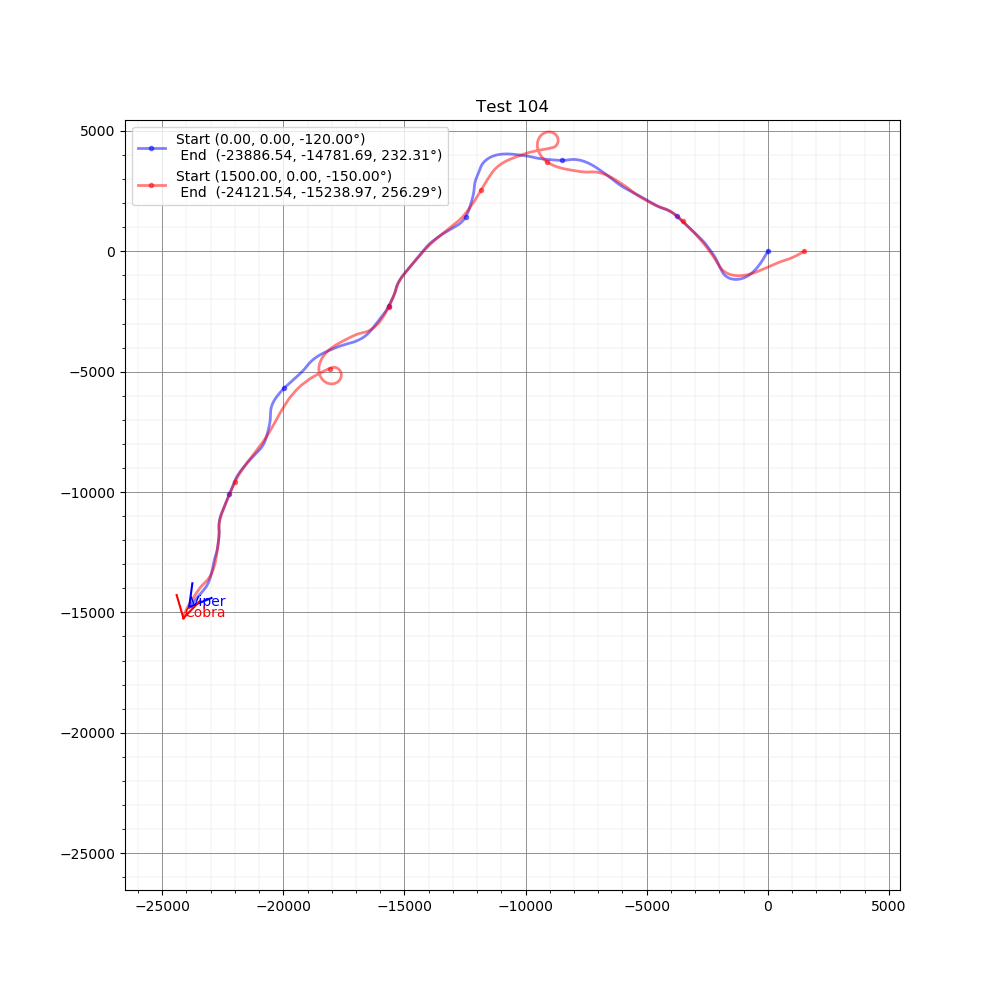 Test 104
Start (0.00, 0.00, -120.00°)
End (-23886.54, -14781.69, 232.31°)
Start (1500.00, 0.00, -150.00°)
End (-24121.54, -15238.97, 256.29°)
5000
0
−5000
−10000
−15000
−20000
−25000
Viper
Cobra
−25000 −20000 −15000 −10000 −5000 0 5000